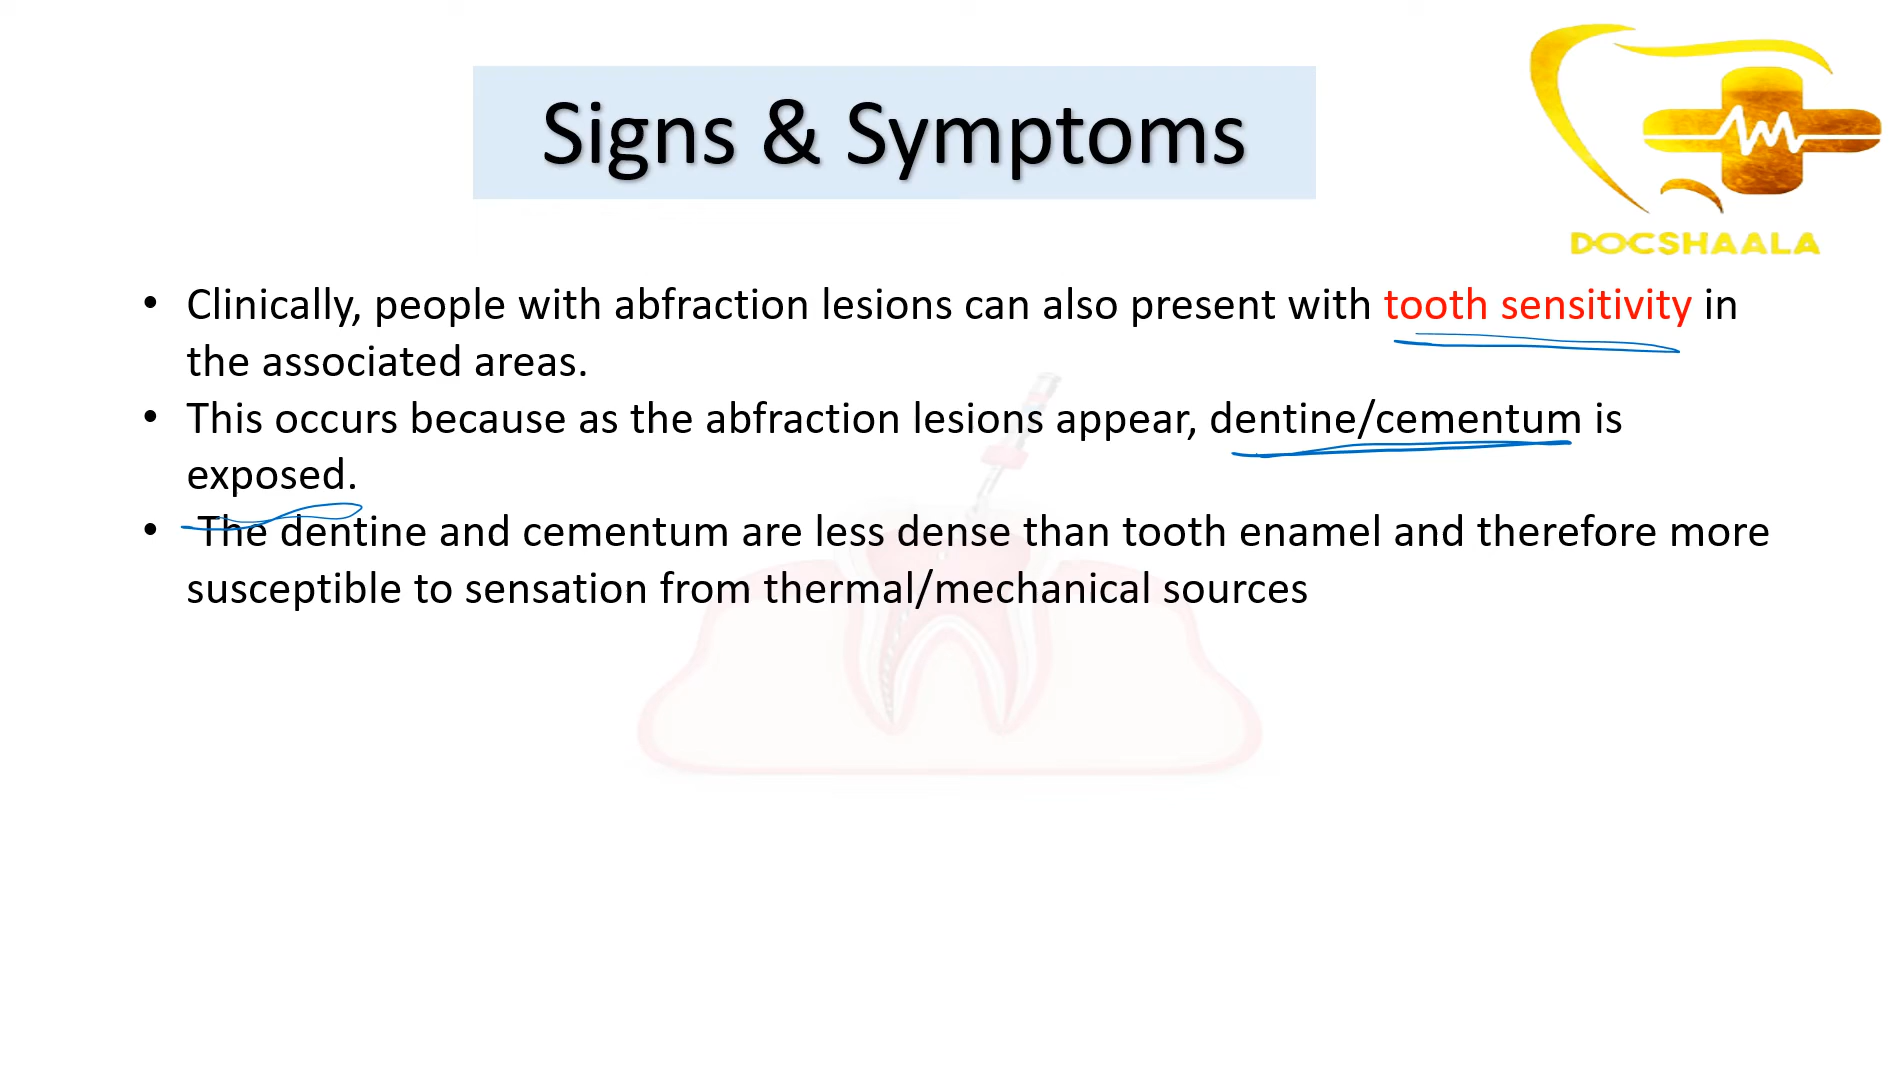 Signs & Symptoms
DOCSHAALA
• Clinically, people with abfraction lesions can also present with tooth sensitivity in
the associated areas.
• This occurs because as the abfraction lesions appear, dentine/cementum is
exposed.
• The dentine and cementum are less dense than tooth enamel and therefore more
susceptible to sensation from thermal/mechanical sources